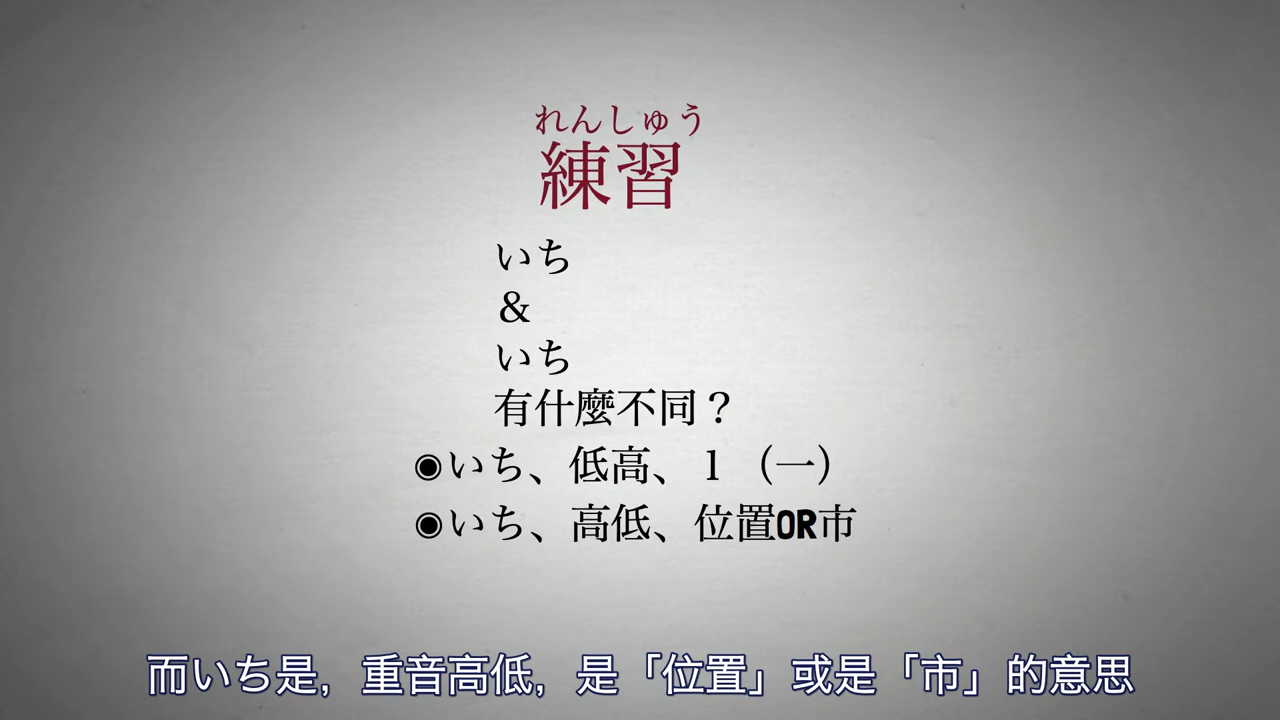 れんしゅう
練習
いち
&
いち
有什麼不同？
◉いち、低高、１（一）
◉いち、高低、位置OR市
而いち是，重音高低，是「位置」或是「市」的意思